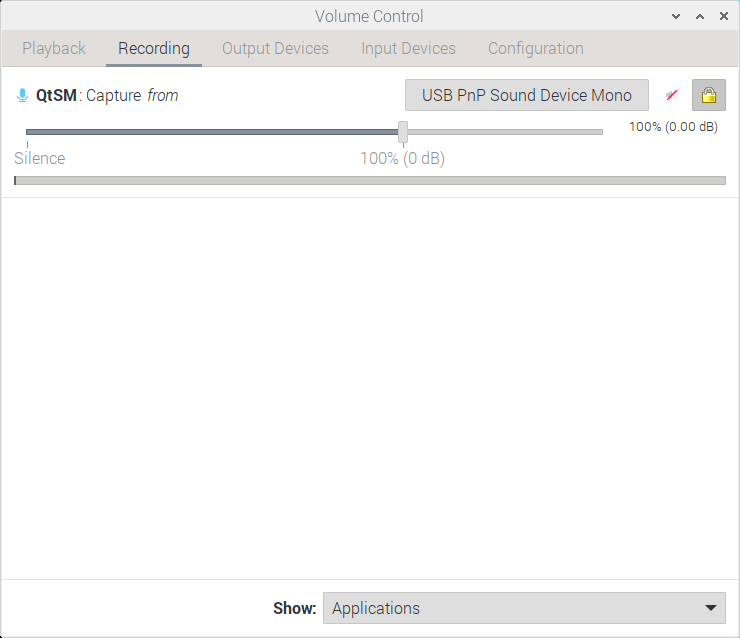 Volume Control
Playback Recording Output Devices Input Devices Configuration
QtSM: Capture from USB PnP Sound Device Mono
100% (0.00 dB)
Silence 100% (0 dB)
Show: Applications